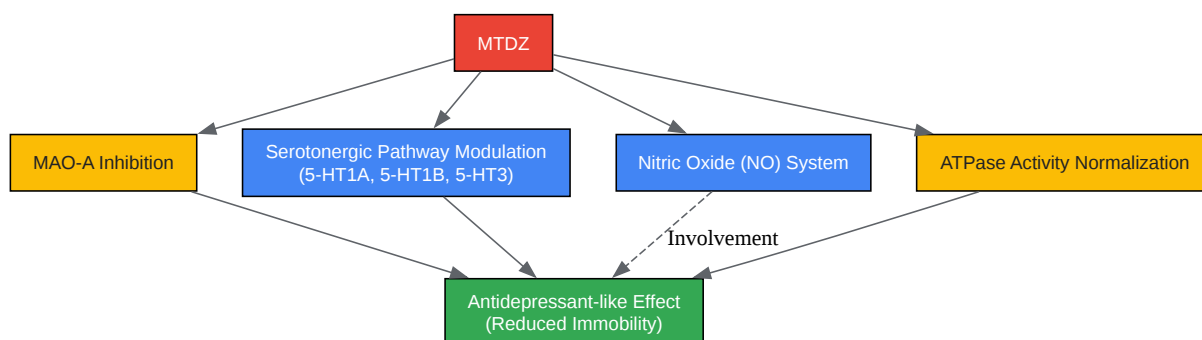 MTDZ
MAO-A Inhibition
Serotonergic Pathway Modulation
(5-HT1A, 5-HT1B, 5-HT3)
Nitric Oxide (NO) System
ATPase Activity Normalization
Involvement
Antidepressant-like Effect
(Reduced Immobility)